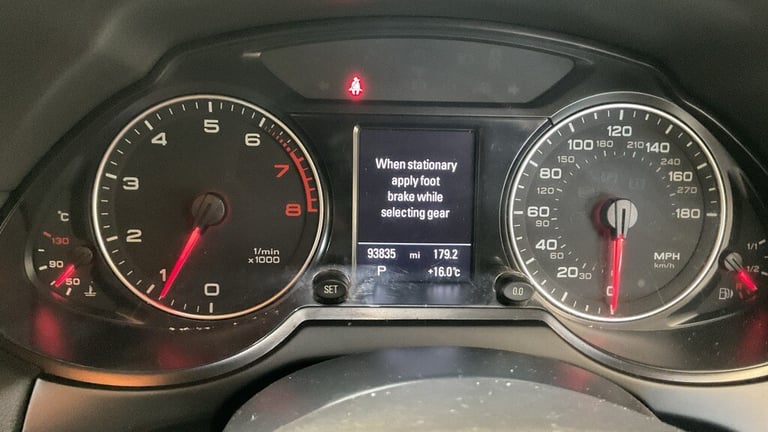 When stationary
apply foot
brake while
selecting gear
93835 mi 179.2
P +16.0°C
SET
0.0
0
1
2
3
4
5
6
7
8
1/min
x1000
°C
130
90
50
0
20
40
60
80
100
120
140
160
180
30
60
90
120
150
180
210
240
270
MPH
km/h
1/1
1/2